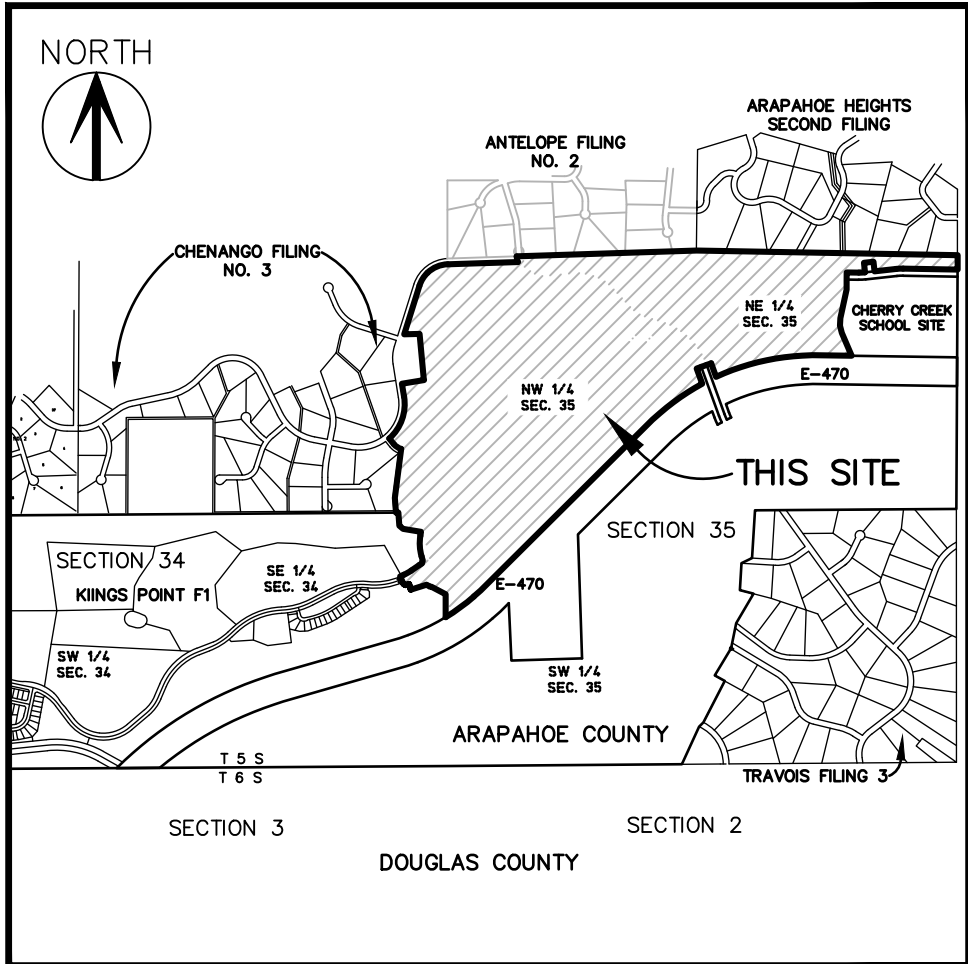 NORTH
ARAPAHOE HEIGHTS
SECOND FILING
ANTELOPE FILING
NO. 2
CHENANGO FILING
NO. 3
NE 1/4
SEC. 35
CHERRY CREEK
SCHOOL SITE
E-470
NW 1/4
SEC. 35
THIS SITE
SECTION 35
SECTION 34
SE 1/4
SEC. 34
KIINGS POINT F1
E-470
SW 1/4
SEC. 34
SW 1/4
SEC. 35
ARAPAHOE COUNTY
T 5 S
T 6 S
TRAVOIS FILING 3
SECTION 3
SECTION 2
DOUGLAS COUNTY